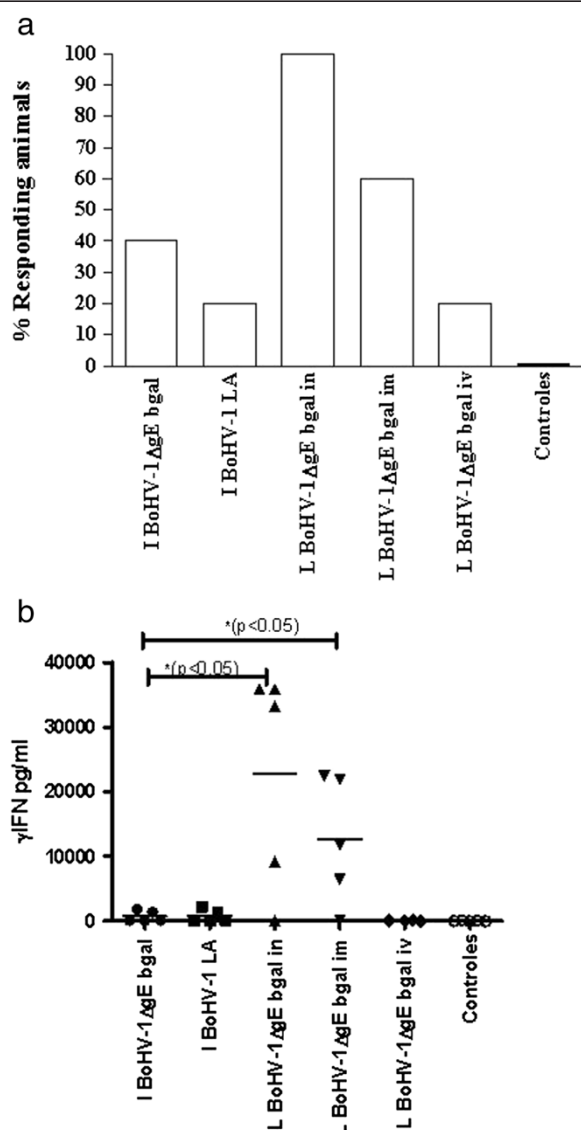 a
% Responding animals
100
90
80
70
60
50
40
30
20
10
0
I BoHV-1ΔgE bgal
I BoHV-1 LA
L BoHV-1ΔgE bgal in
L BoHV-1ΔgE bgal im
L BoHV-1ΔgE bgal iv
Controles
b
*(p<0.05)
*(p<0.05)
γIFN pg/ml
40000
30000
20000
10000
0
I BoHV-1ΔgE bgal
I BoHV-1 LA
L BoHV-1ΔgE bgal in
L BoHV-1ΔgE bgal im
L BoHV-1ΔgE bgal iv
Controles